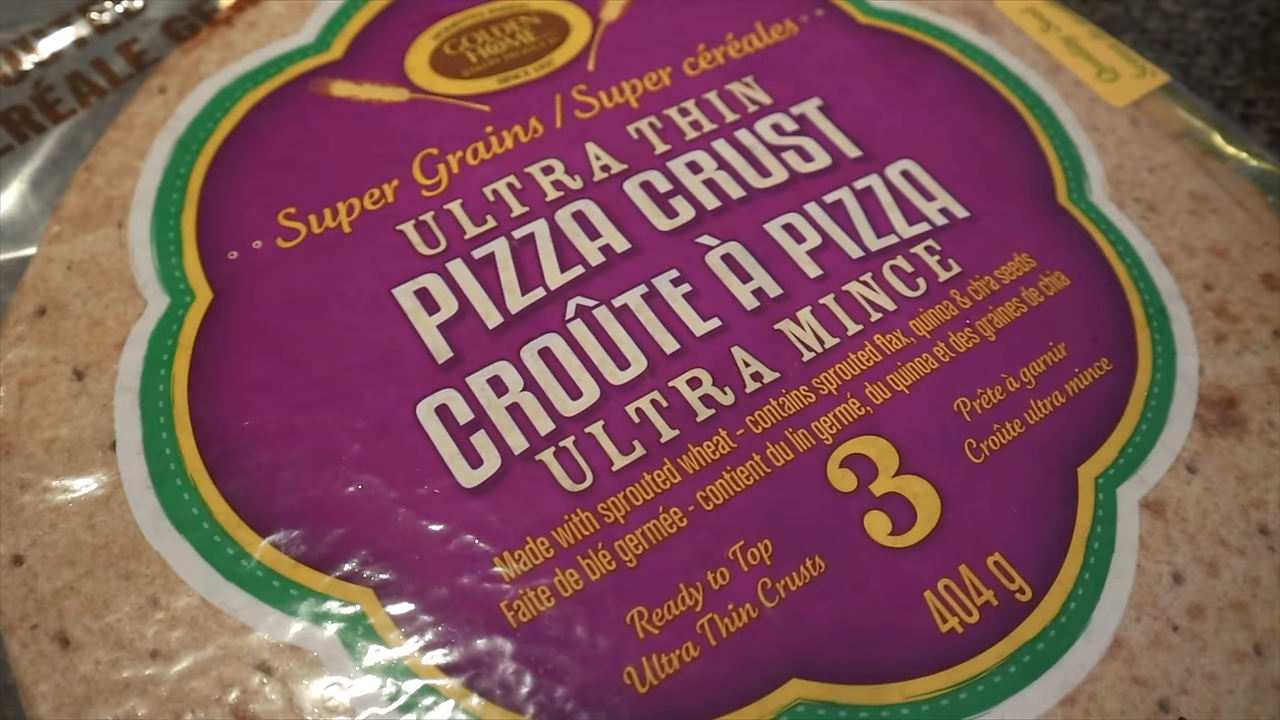 CÉRÉALE
GOLDEN
HOME
SINCE
Super Grains / Super céréales
ULTRA THIN
PIZZA CRUST
CROÛTE À PIZZA
ULTRA MINCE
Made with sprouted wheat - contains sprouted flax, quinoa & chia seeds
Faite de blé germée - contient du lin germé, du quinoa et des graines de chia
3
Ready to Top
Ultra Thin Crusts
Prête à garnir
Croûte ultra mince
404 g